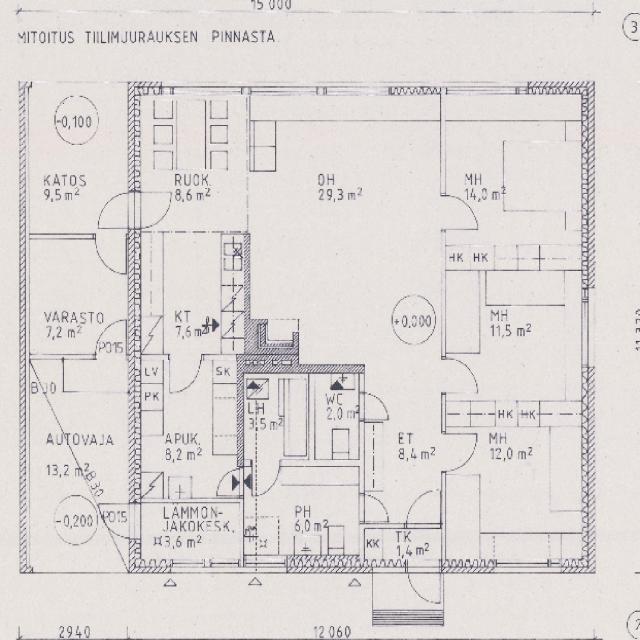 15 000
MITOITUS TIILIMJURAUKSEN PINNASTA
3
-0,100
KATOS
9,5 m²
RUOK.
8,6 m²
OH
29,3 m²
MH
14,0 m²
HK HK
VARASTO
7,2 m²
KT
7,6 m²
+0,000
MH
11,5 m²
PO15
LV
SK
B30
PK
LH
3,5 m²
WC
2,0 m²
HK HK
AUTOVAJA
13,2 m²
APUK.
8,2 m²
ET
8,4 m²
MH
12,0 m²
B30
-0,200
PO15
LÄMMÖN-
JAKOKESK.
3,6 m²
PH
6,0 m²
KK
TK
1,4 m²
2940
12 060